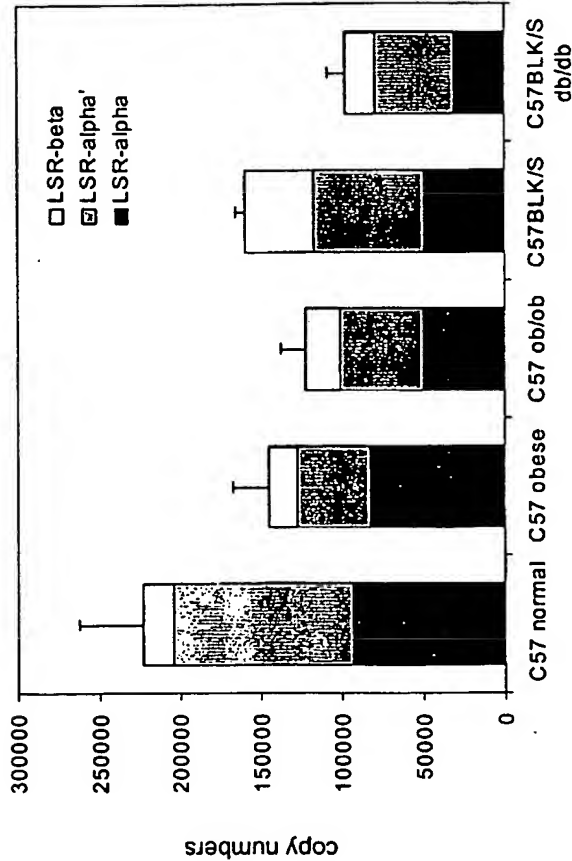 copy numbers
300000
250000
200000
150000
100000
50000
0
LSR-beta
LSR-alpha'
LSR-alpha
C57 normal
C57 obese
C57 ob/ob
C57BLK/S
C57BLK/S
db/db